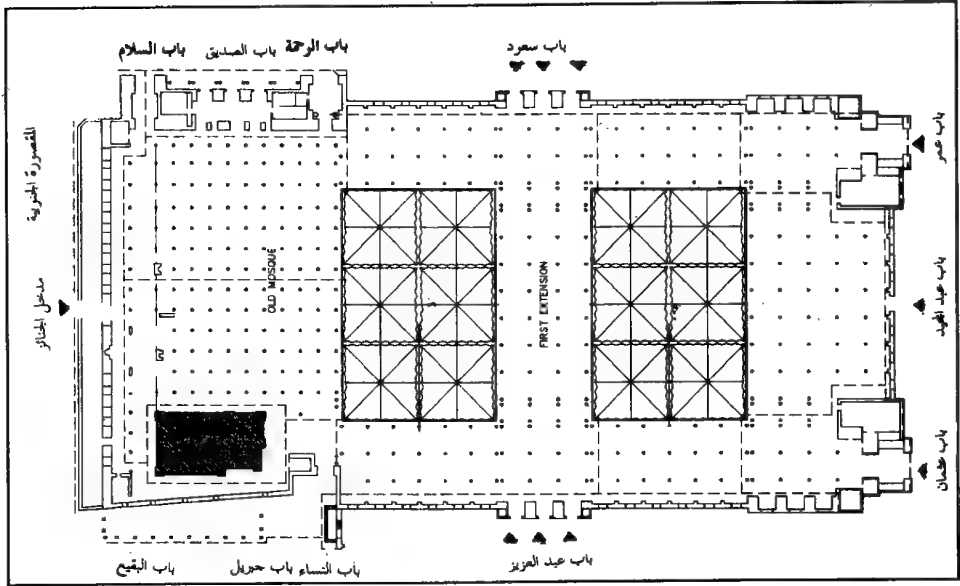 باب السلام
باب الصديق
باب الرحمة
باب سعود
المقصورة الجنوبية
مدخل الجنائز
OLD MOSQUE
FIRST EXTENSION
باب عمر
باب عبد المجيد
باب عثمان
باب البقيع
باب جبريل
باب النساء
باب عبد العزيز